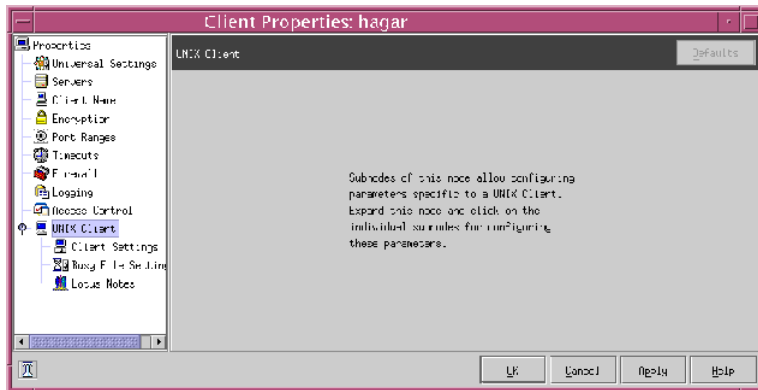 Client Properties: hagar
Properties
Universal Settings
Servers
Client Name
Encryption
Port Ranges
Timeouts
Firewall
Logging
Access Control
UNIX Client
Client Settings
Busy File Settin
Lotus Notes
UNIX Client
Defaults
Subnodes of this node allow configuring
parameters specific to a UNIX Client.
Expand this node and click on the
individual subnodes for configuring
these parameters.
OK
Cancel
Apply
Help